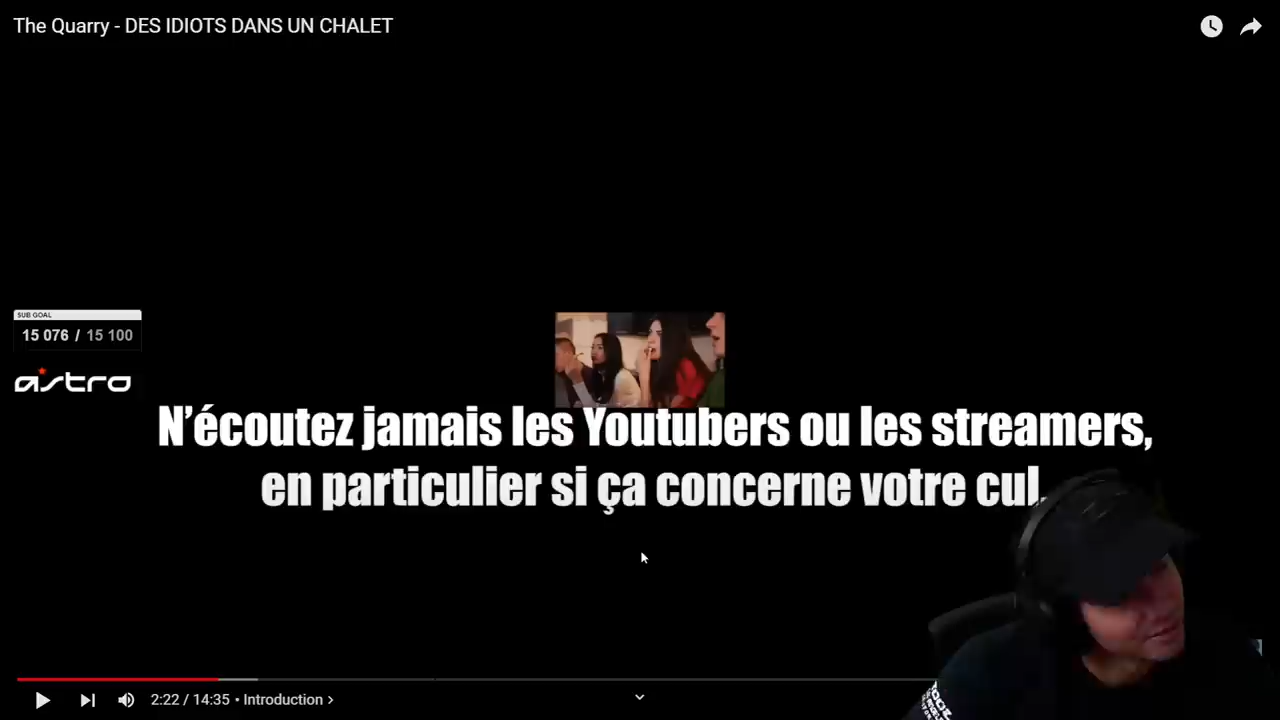 The Quarry - DES IDIOTS DANS UN CHALET
SUB GOAL
15 076 / 15 100
astro
N’écoutez jamais les Youtubers ou les streamers,
en particulier si ça concerne votre cul.
2:22 / 14:35 • Introduction >